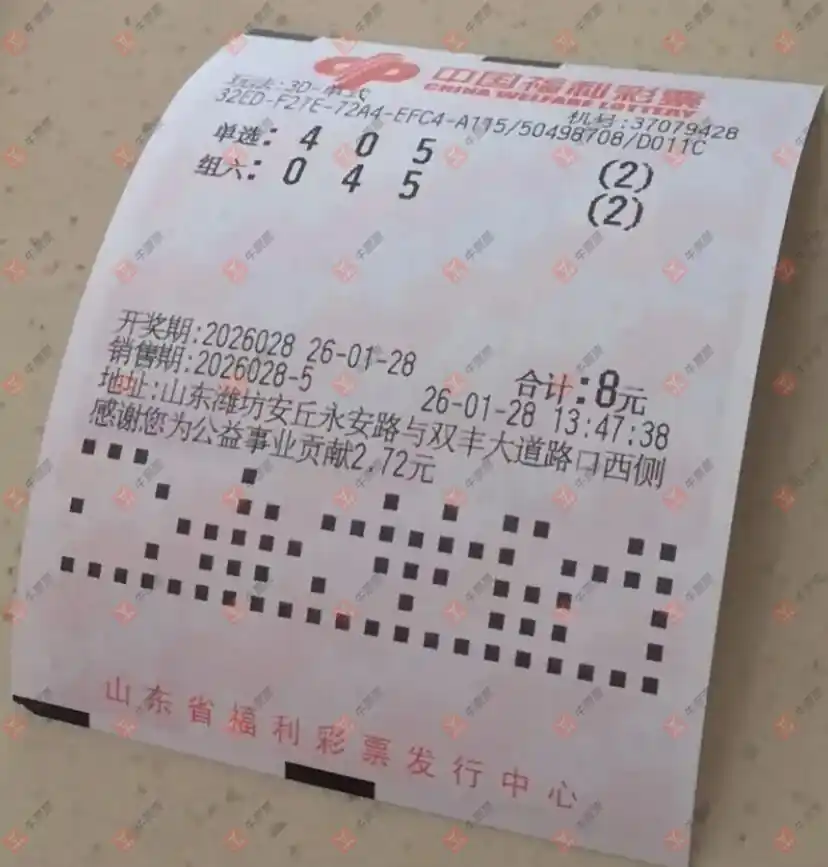 中国福利彩票
CHINA WELFARE LOTTERY
玩法:3D-单式 机号:37079428
32ED-F27E-72A4-EFC4-A115/50498708/D011C
单选: 4 0 5 (2)
组六: 0 4 5 (2)
开奖期:2026028 26-01-28 合计:8元
销售期:2026028-5 26-01-28 13:47:38
地址:山东潍坊安丘永安路与双丰大道路口西侧
感谢您为公益事业贡献2.72元
山东省福利彩票发行中心